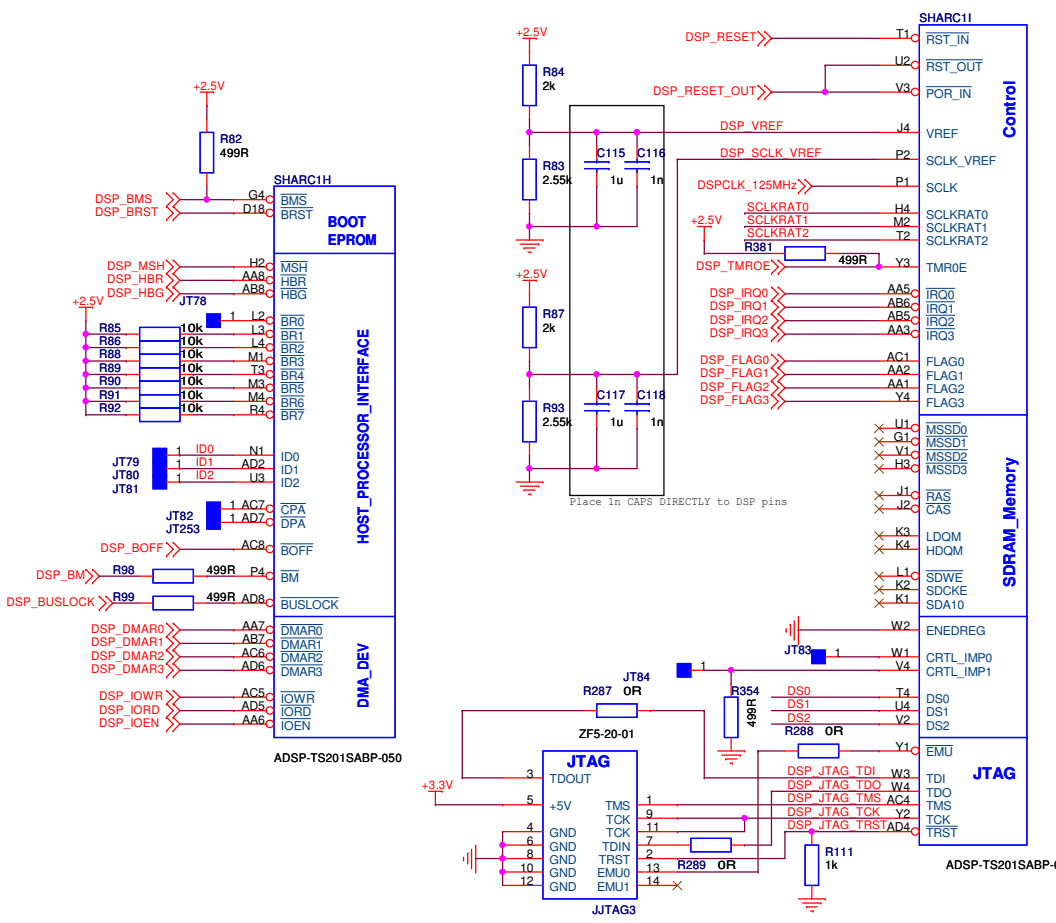 +2.5V
R82
499R
SHARC1H
DSP_BMS G4 BMS
DSP_BRST D18 BRST
BOOT
EPROM
DSP_MSH H2 MSH
DSP_HBR AA8 HBR
DSP_HBG AB8 HBG
JT78
+2.5V
1 L2 BR0
R85 10k L3 BR1
R86 10k L4 BR2
R88 10k M1 BR3
R89 10k T3 BR4
R90 10k M3 BR5
R91 10k M4 BR6
R92 10k R4 BR7
HOST_PROCESSOR_INTERFACE
1 ID0 N1 ID0
JT79 1 ID1 AD2 ID1
JT80 1 ID2 U3 ID2
JT81
1 AC7 CPA
JT82 1 AD7 DPA
JT253
DSP_BOFF AC8 BOFF
DSP_BM R98 499R P4 BM
DSP_BUSLOCK R99 499R AD8 BUSLOCK
DSP_DMAR0 AA7 DMAR0
DSP_DMAR1 AB7 DMAR1
DSP_DMAR2 AC6 DMAR2
DSP_DMAR3 AD6 DMAR3
DMA_DEV
DSP_IOWR AC5 IOWR
DSP_IORD AD5 IORD
DSP_IOEN AA6 IOEN
ADSP-TS201SABP-050
+2.5V
R84
2k
R83
2.55k
C115
1u
C116
1n
+2.5V
R87
2k
R93
2.55k
C117
1u
C118
1n
Place 1n CAPS DIRECTLY to DSP pins
SHARC1I
DSP_RESET T1 RST_IN
U2 RST_OUT
DSP_RESET_OUT V3 POR_IN
Control
DSP_VREF J4 VREF
DSP_SCLK_VREF P2 SCLK_VREF
DSPCLK_125MHz P1 SCLK
SCLKRAT0 H4 SCLKRAT0
SCLKRAT1 M2 SCLKRAT1
SCLKRAT2 T2 SCLKRAT2
+2.5V
R381
499R
DSP_TMROE Y3 TMR0E
DSP_IRQ0 AA5 IRQ0
DSP_IRQ1 AB6 IRQ1
DSP_IRQ2 AB5 IRQ2
DSP_IRQ3 AA3 IRQ3
DSP_FLAG0 AC1 FLAG0
DSP_FLAG1 AA2 FLAG1
DSP_FLAG2 AA1 FLAG2
DSP_FLAG3 Y4 FLAG3
U1 MSSD0
G1 MSSD1
V1 MSSD2
H3 MSSD3
SDRAM_Memory
J1 RAS
J2 CAS
K3 LDQM
K4 HDQM
L1 SDWE
K2 SDCKE
K1 SDA10
W2 ENEDREG
JT83 1 W1 CRTL_IMP0
1 V4 CRTL_IMP1
JT84
R354
499R
DS0 T4 DS0
DS1 U4 DS1
DS2 V2 DS2
R287 0R
ZF5-20-01
R288 0R
Y1 EMU
JTAG
DSP_JTAG_TDI W3 TDI
DSP_JTAG_TDO W4 TDO
DSP_JTAG_TMS AC4 TMS
DSP_JTAG_TCK Y2 TCK
DSP_JTAG_TRST AD4 TRST
R111
1k
ADSP-TS201SABP-0
JTAG
3 TDOUT
+3.3V
5 +5V
4 GND
6 GND
8 GND
10 GND
12 GND
TMS 1
TCK 9
TCK 11
TDIN 7
TRST 2
EMU0 13
EMU1 14
R289 0R
JJTAG3